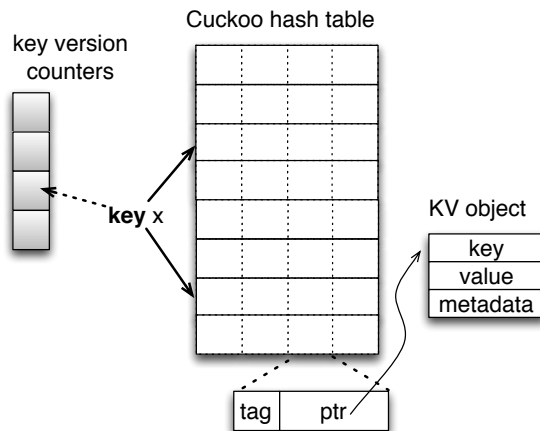 Cuckoo hash table
key version
counters
key x
KV object
key
value
metadata
tag
ptr